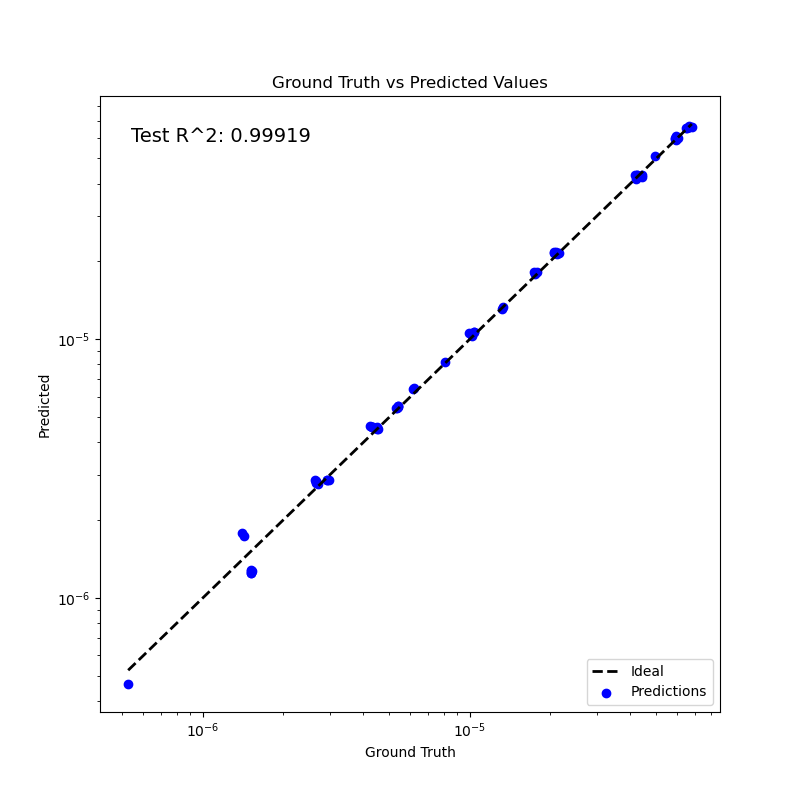 Ground Truth vs Predicted Values
Test R^2: 0.99919
Predicted
10⁻⁵
10⁻⁶
Ideal
Predictions
10⁻⁶
10⁻⁵
Ground Truth